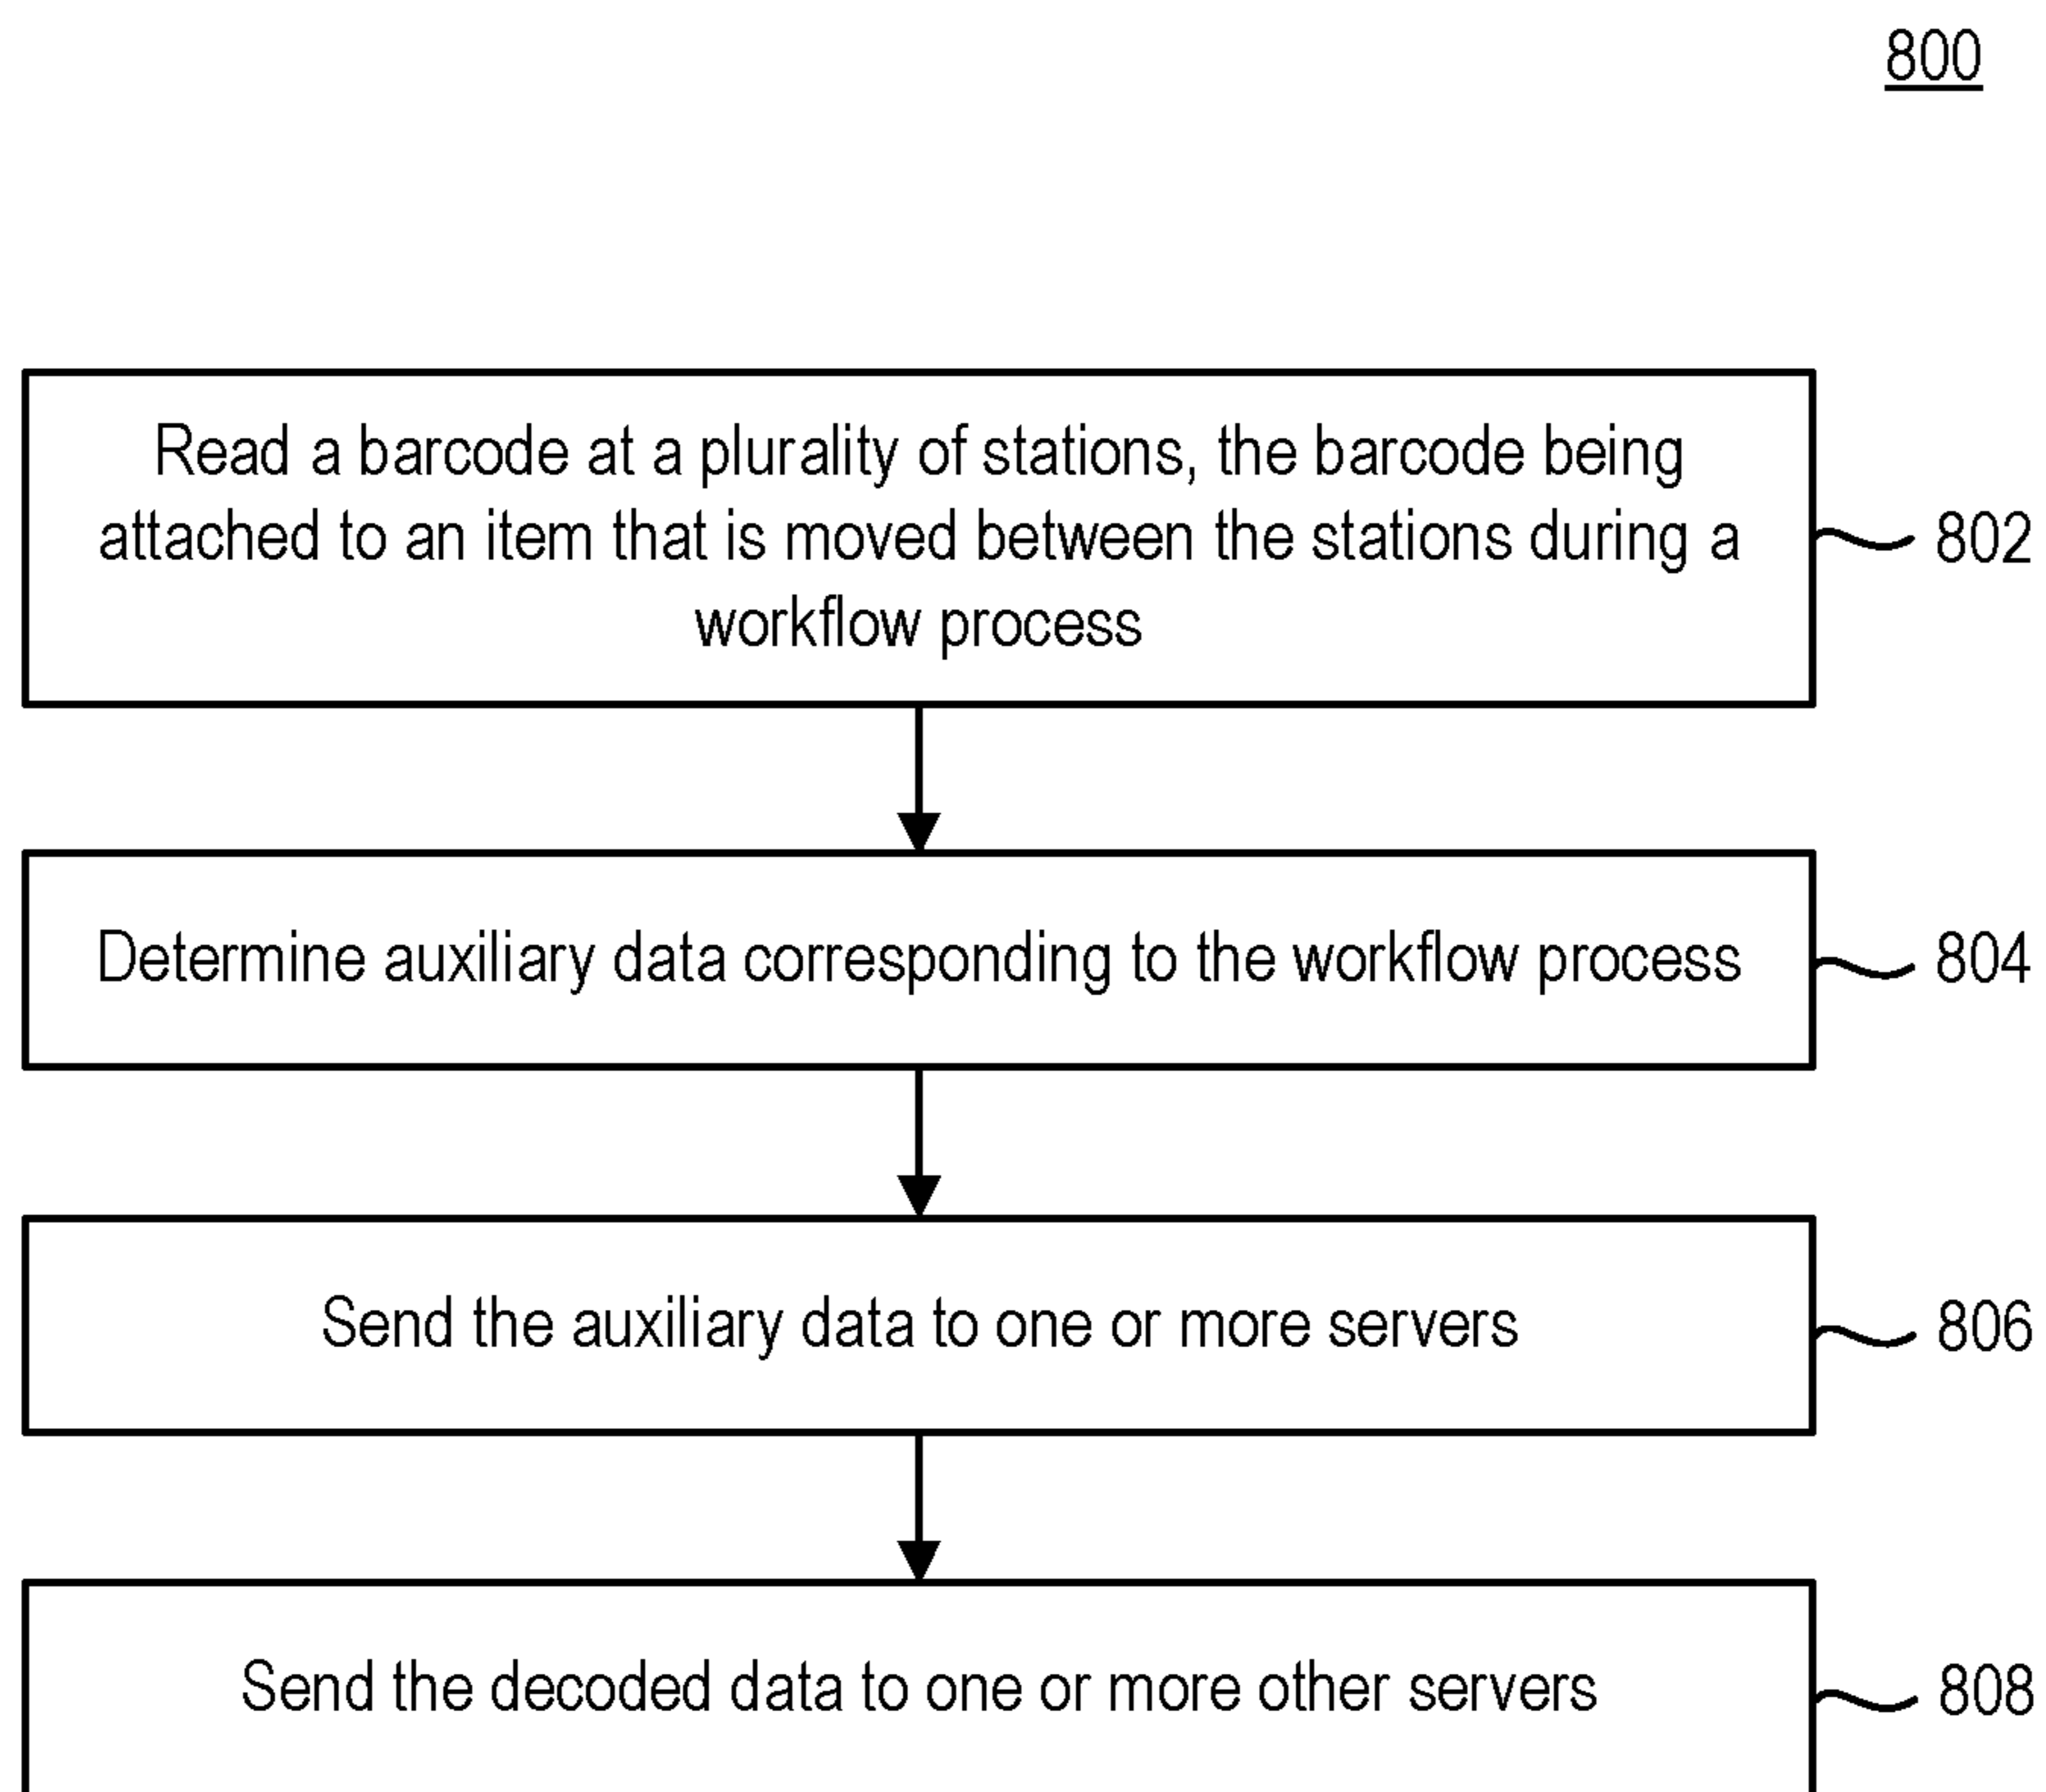 800
Read a barcode at a plurality of stations, the barcode being
attached to an item that is moved between the stations during a
workflow process
802
Determine auxiliary data corresponding to the workflow process
804
Send the auxiliary data to one or more servers
806
Send the decoded data to one or more other servers
808